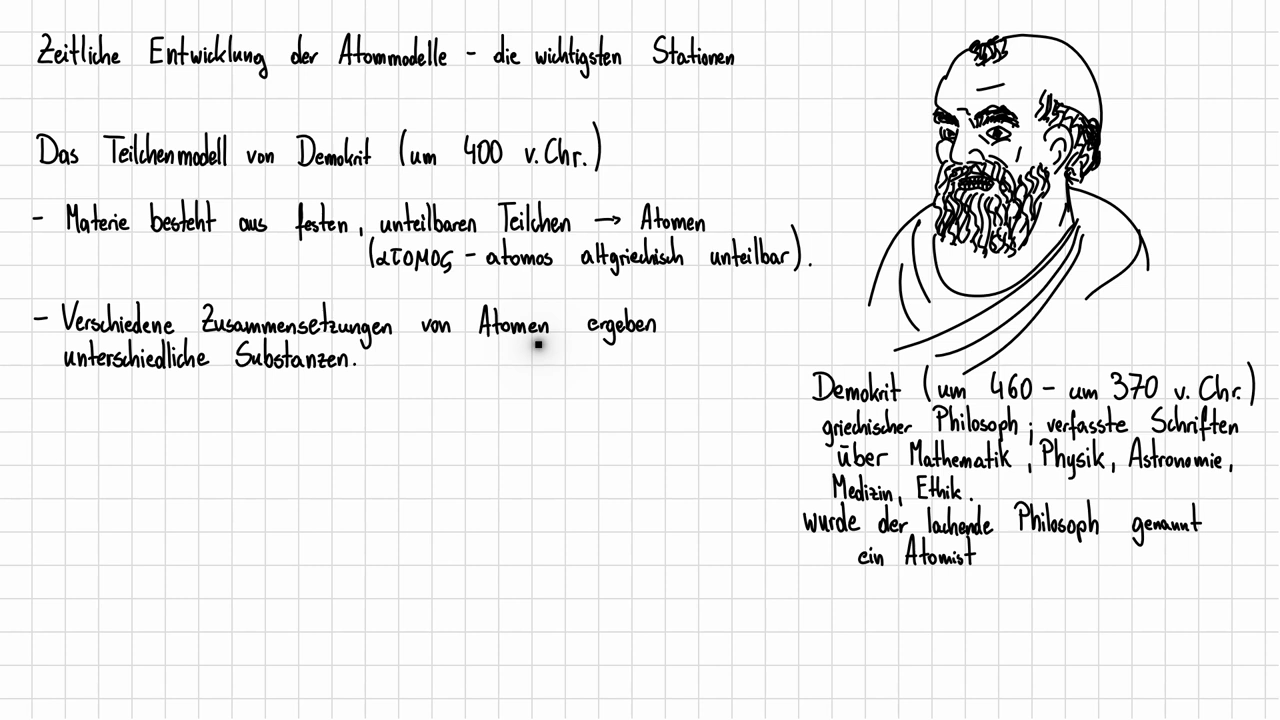 Zeitliche Entwicklung der Atommodelle - die wichtigsten Stationen
Das Teilchenmodell von Demokrit (um 400 v. Chr.)
- Materie besteht aus festen, unteilbaren Teilchen → Atomen
(ατομος - atomos altgriechisch unteilbar).
- Verschiedene Zusammensetzungen von Atomen ergeben
unterschiedliche Substanzen.
Demokrit (um 460 - um 370 v. Chr.)
griechischer Philosoph; verfasste Schriften
über Mathematik, Physik, Astronomie,
Medizin, Ethik.
wurde der lachende Philosoph genannt
ein Atomist